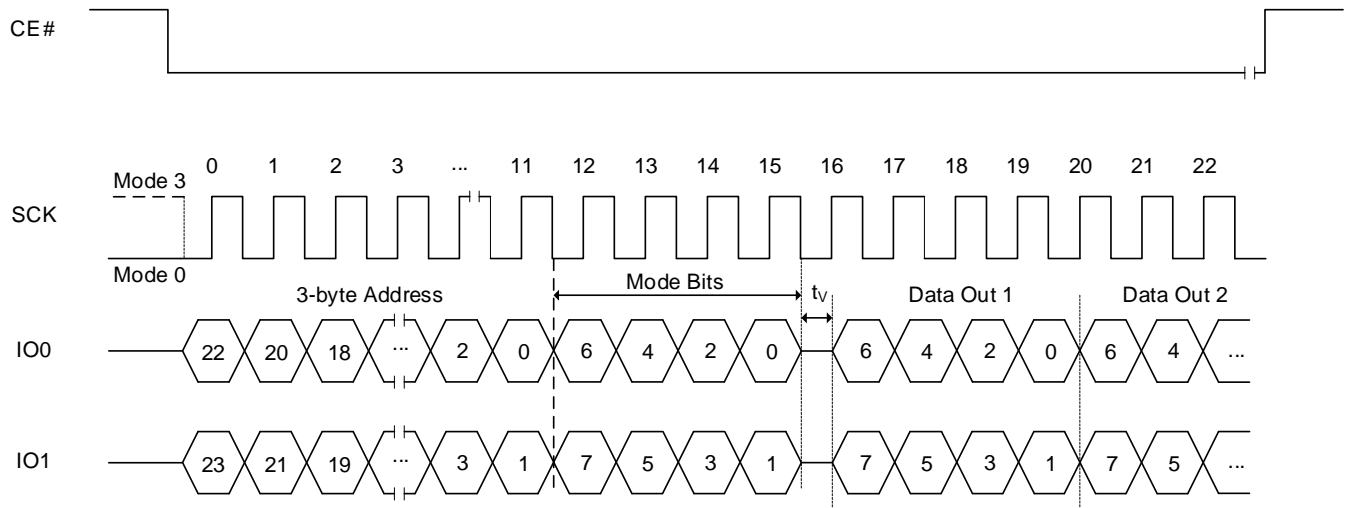 CE#
0 1 2 3 ... 11 12 13 14 15 16 17 18 19 20 21 22
Mode 3
SCK
Mode 0
3-byte Address Mode Bits tV Data Out 1 Data Out 2
IO0 22 20 18 ... 2 0 6 4 2 0 6 4 2 0 6 4 ...
IO1 23 21 19 ... 3 1 7 5 3 1 7 5 3 1 7 5 ...